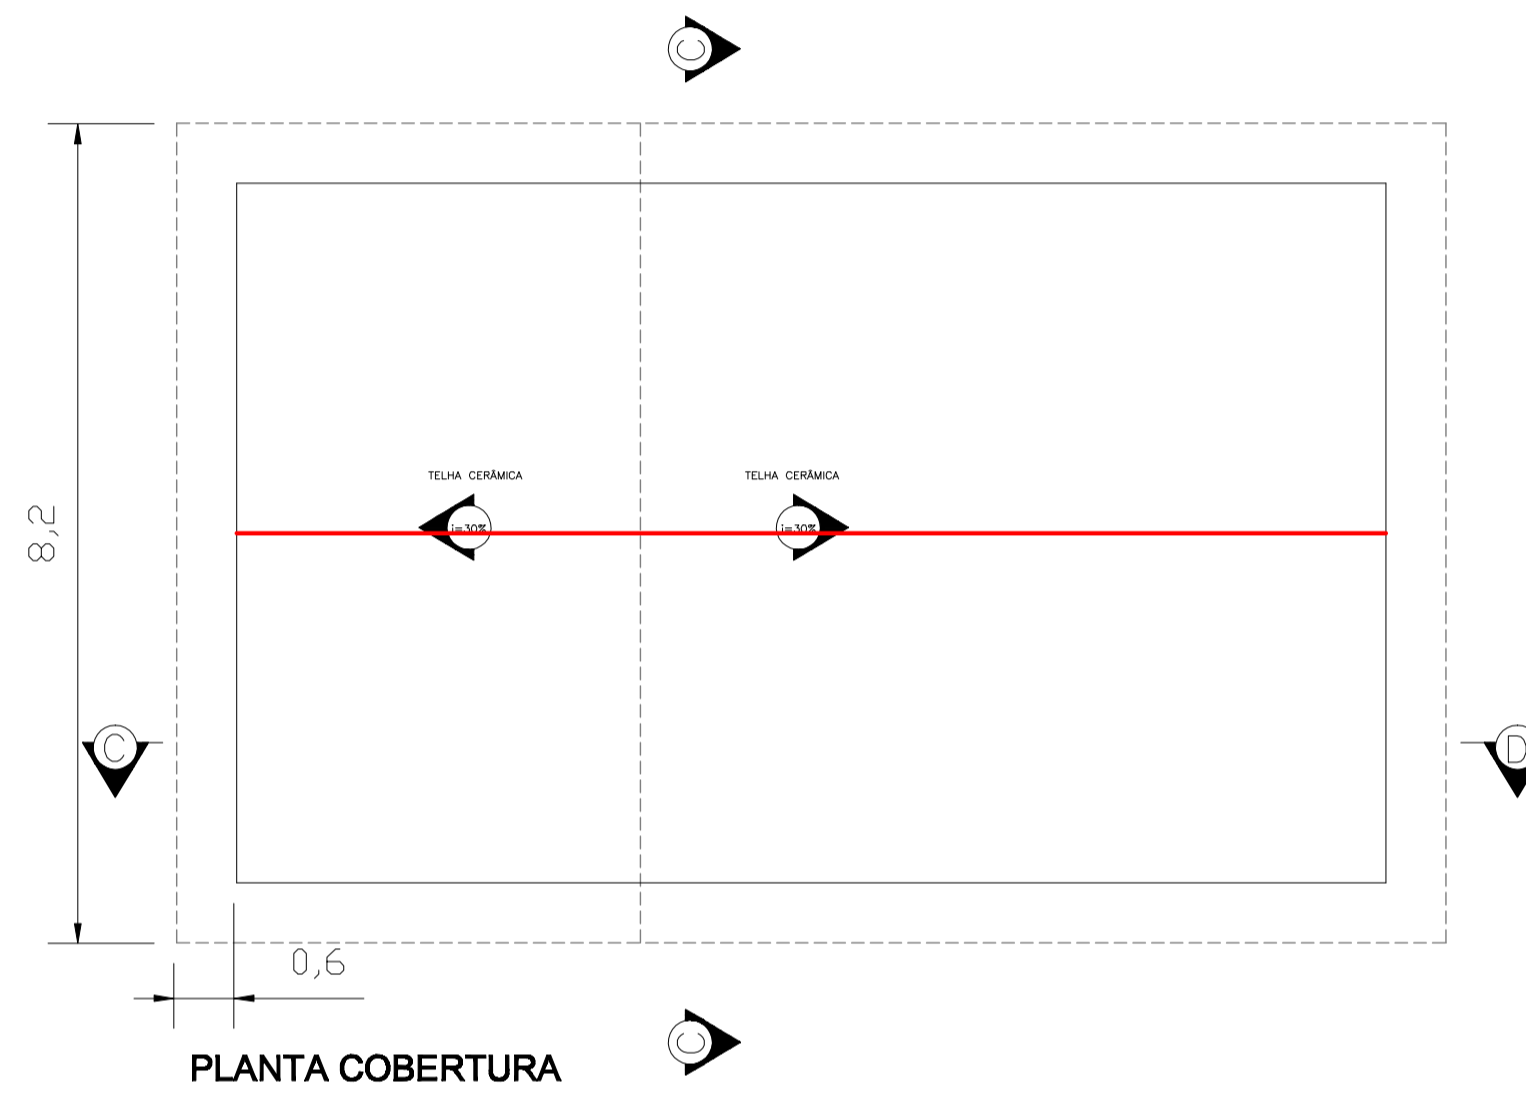 C
TELHA CERÂMICA
TELHA CERÂMICA
i=30%
i=30%
8,2
C
D
0,6
C
PLANTA COBERTURA